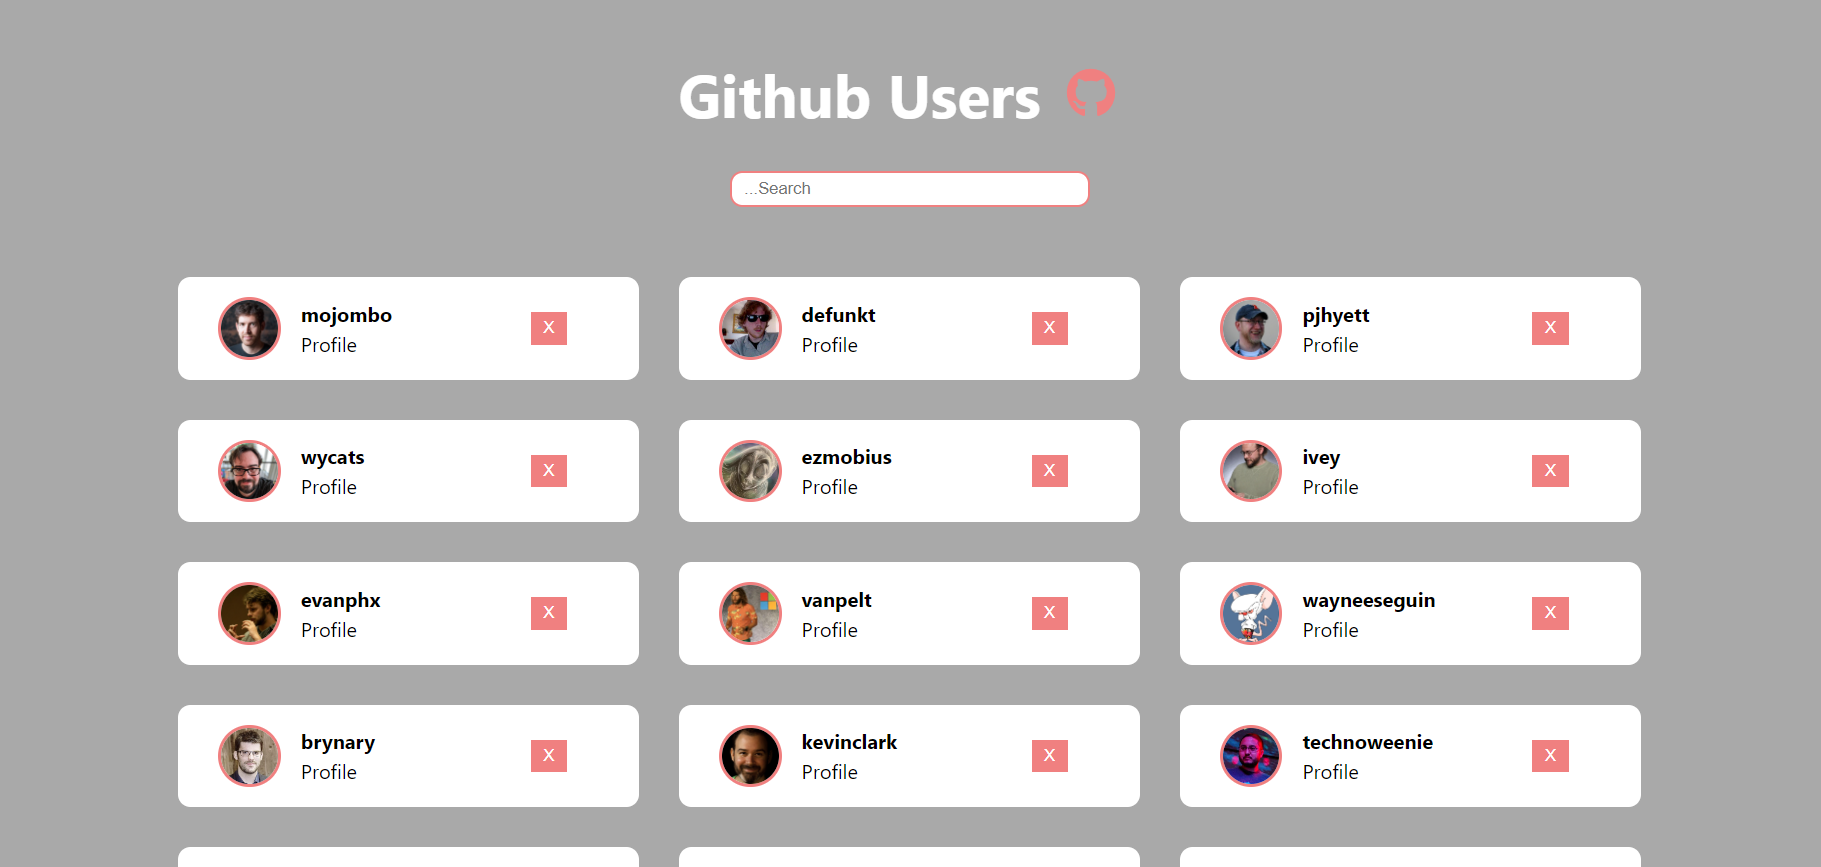 Github Users
...Search
mojombo
Profile
X
defunkt
Profile
X
pjhyett
Profile
X
wycats
Profile
X
ezmobius
Profile
X
ivey
Profile
X
evanphx
Profile
X
vanpelt
Profile
X
wayneeseguin
Profile
X
brynary
Profile
X
kevinclark
Profile
X
technoweenie
Profile
X